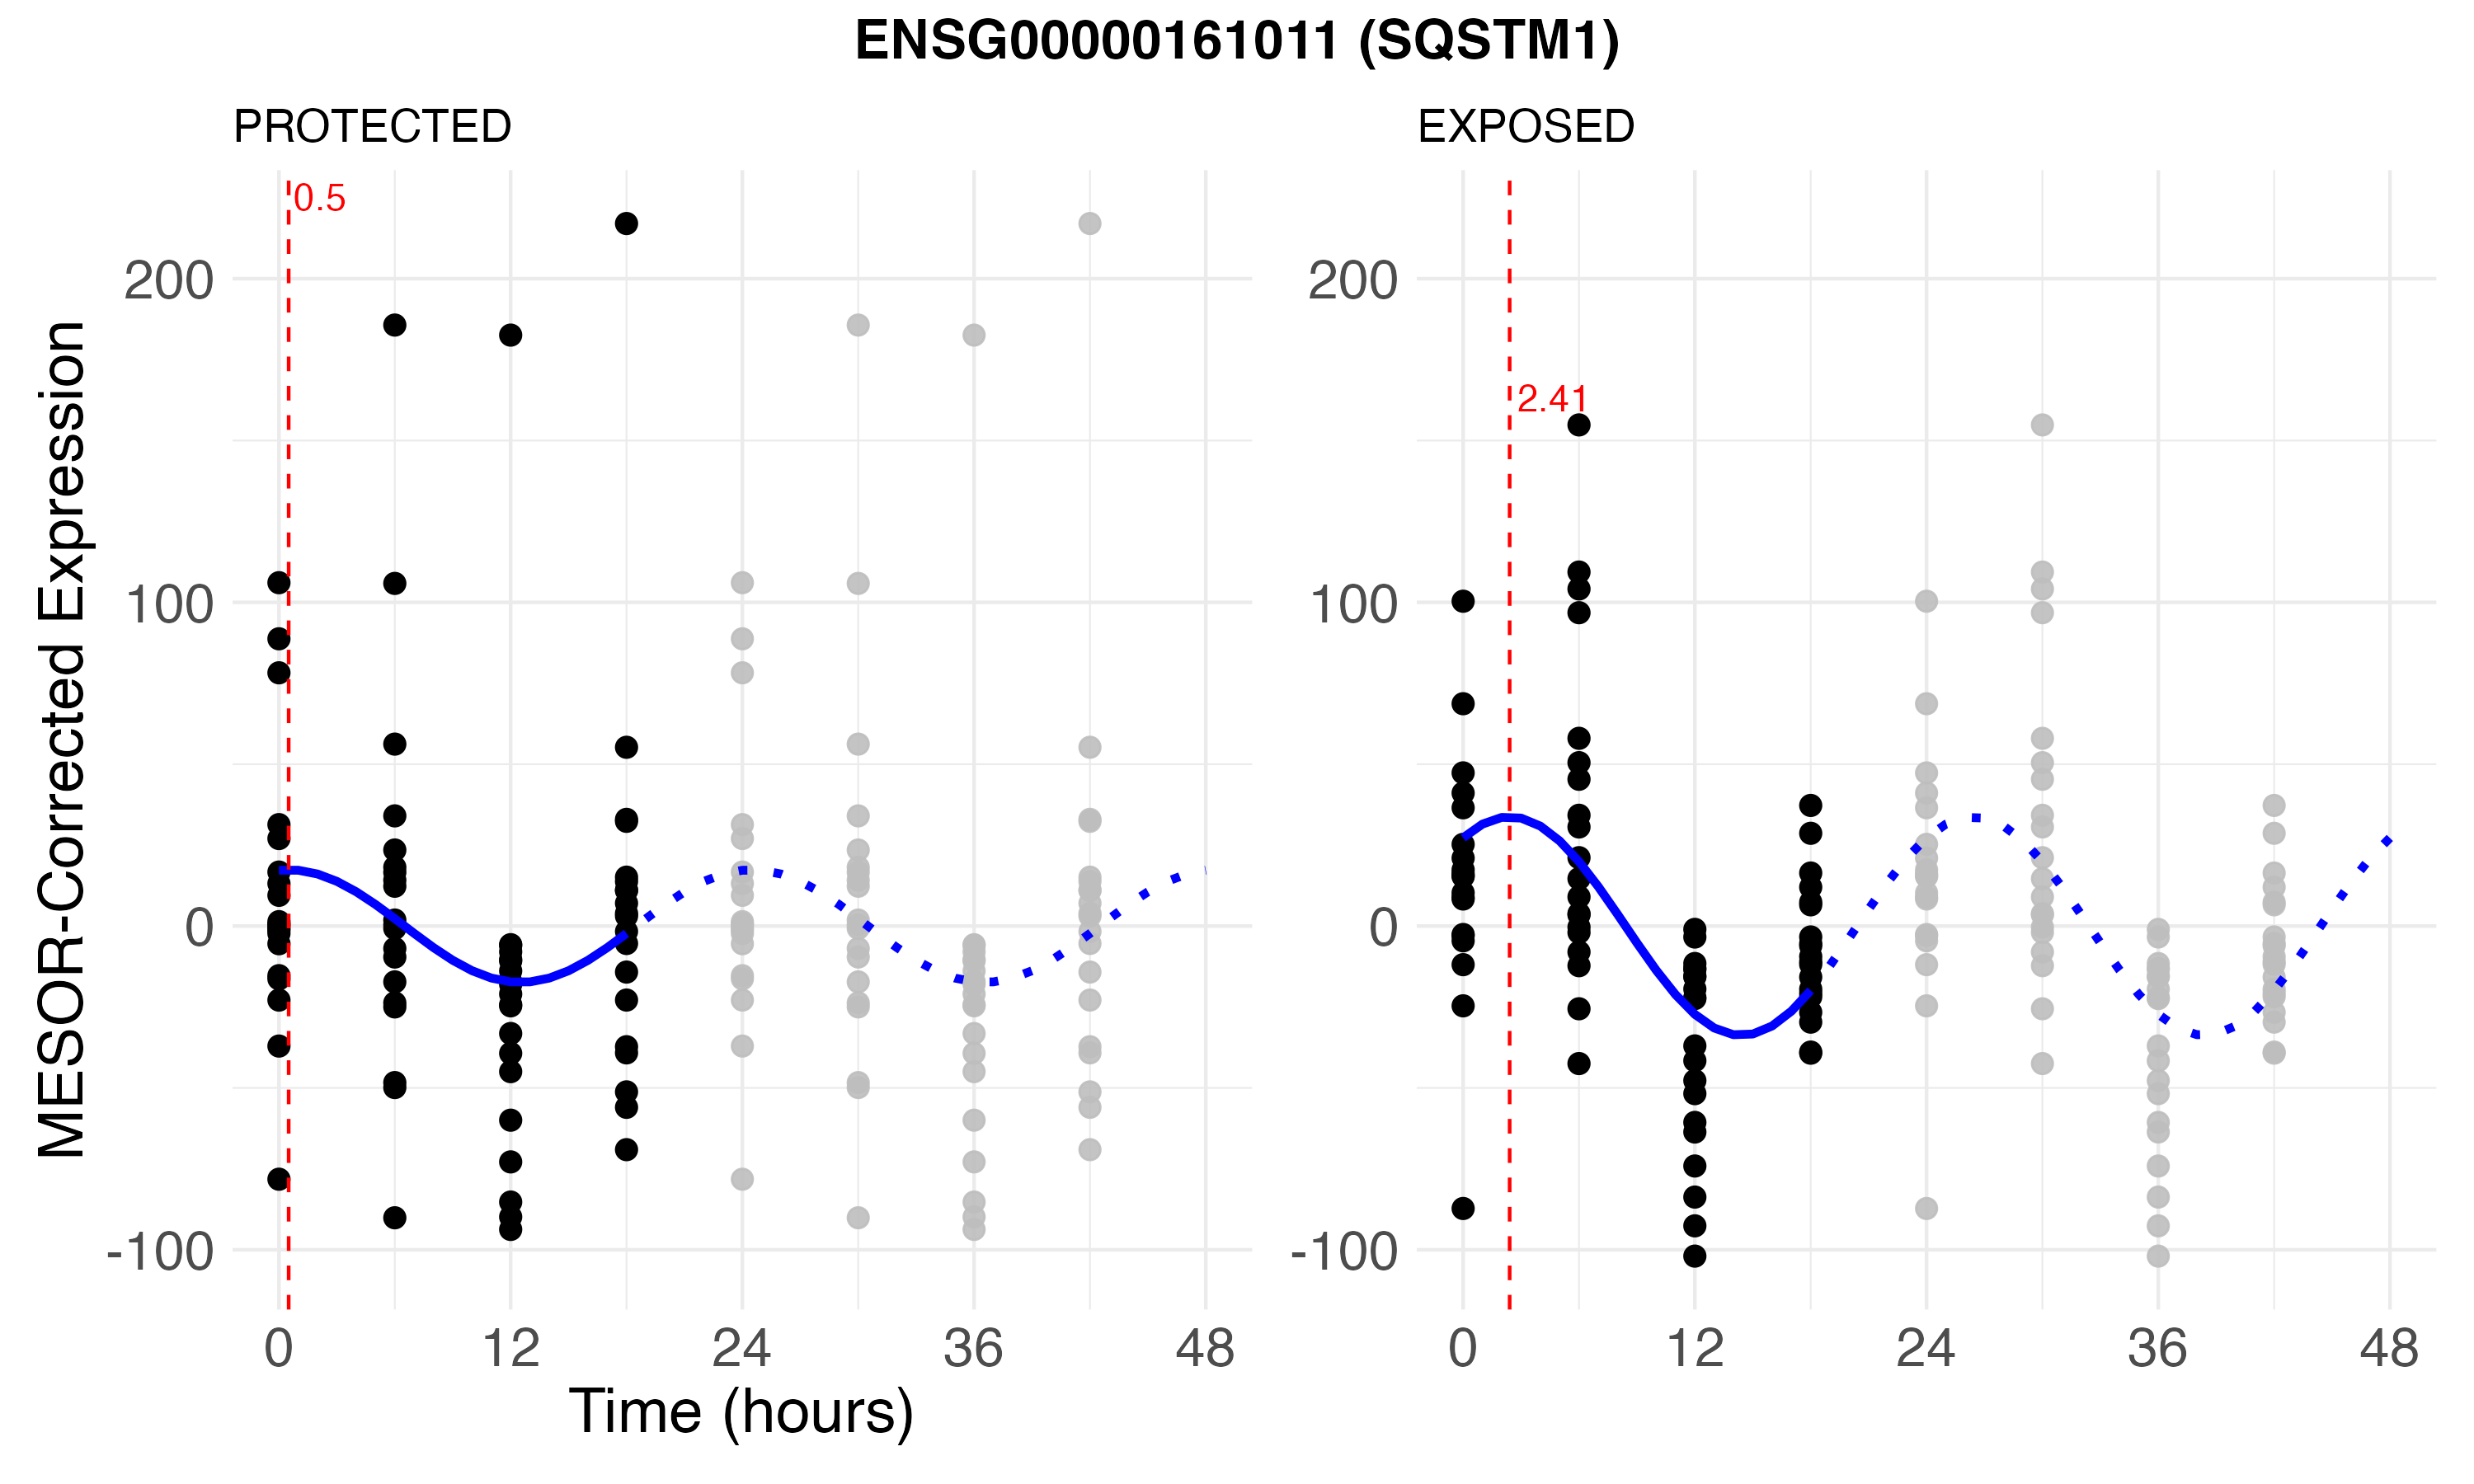 ENSG00000161011 (SQSTM1)
PROTECTED
EXPOSED
MESOR-Corrected Expression
200
100
0
-100
0.5
0 12 24 36 48
200
100
0
-100
2.41
0 12 24 36 48
Time (hours)